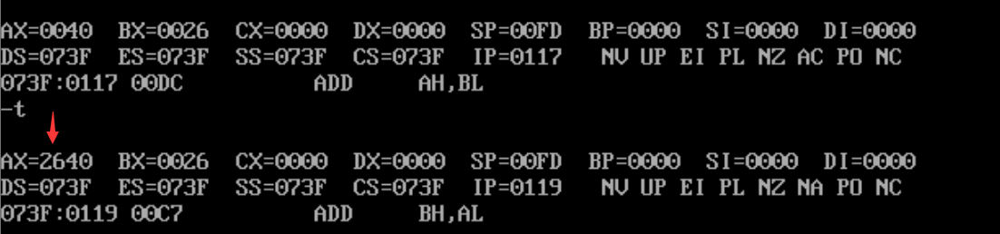 AX=0040  BX=0026  CX=0000  DX=0000  SP=00FD  BP=0000  SI=0000  DI=0000
DS=073F  ES=073F  SS=073F  CS=073F  IP=0117   NV UP EI PL NZ AC PO NC
073F:0117 00DC          ADD     AH,BL
-t
AX=2640  BX=0026  CX=0000  DX=0000  SP=00FD  BP=0000  SI=0000  DI=0000
DS=073F  ES=073F  SS=073F  CS=073F  IP=0119   NV UP EI PL NZ NA PO NC
073F:0119 00C7          ADD     BH,AL